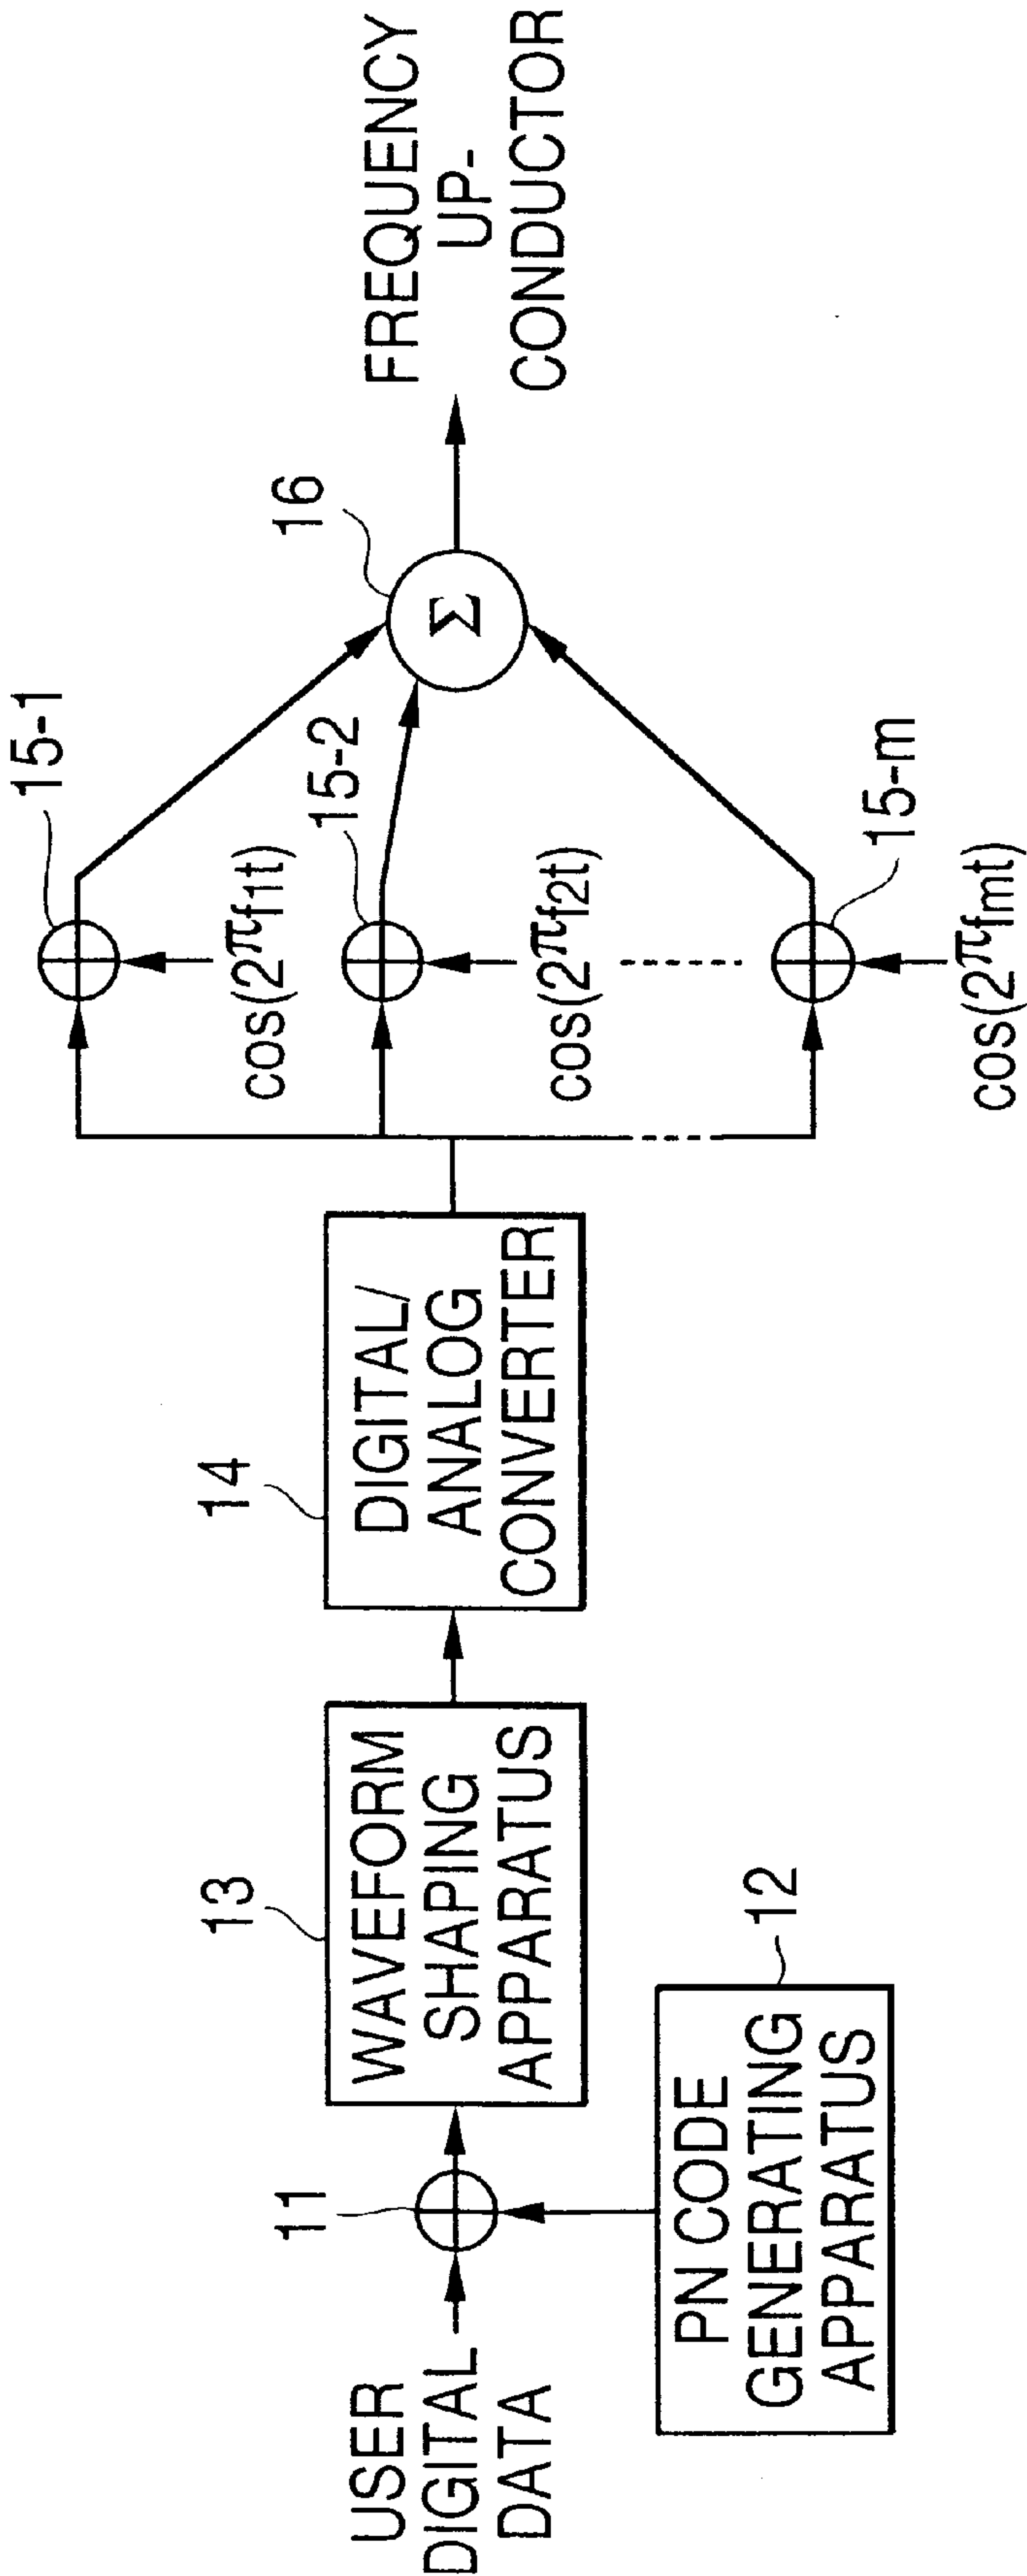 USER
DIGITAL
DATA
11
PN CODE
GENERATING
APPARATUS
12
13
WAVEFORM
SHAPING
APPARATUS
14
DIGITAL/
ANALOG
CONVERTER
15-1
cos(2πf1t)
15-2
cos(2πf2t)
15-m
cos(2πfmt)
16
Σ
FREQUENCY
UP-
CONDUCTOR